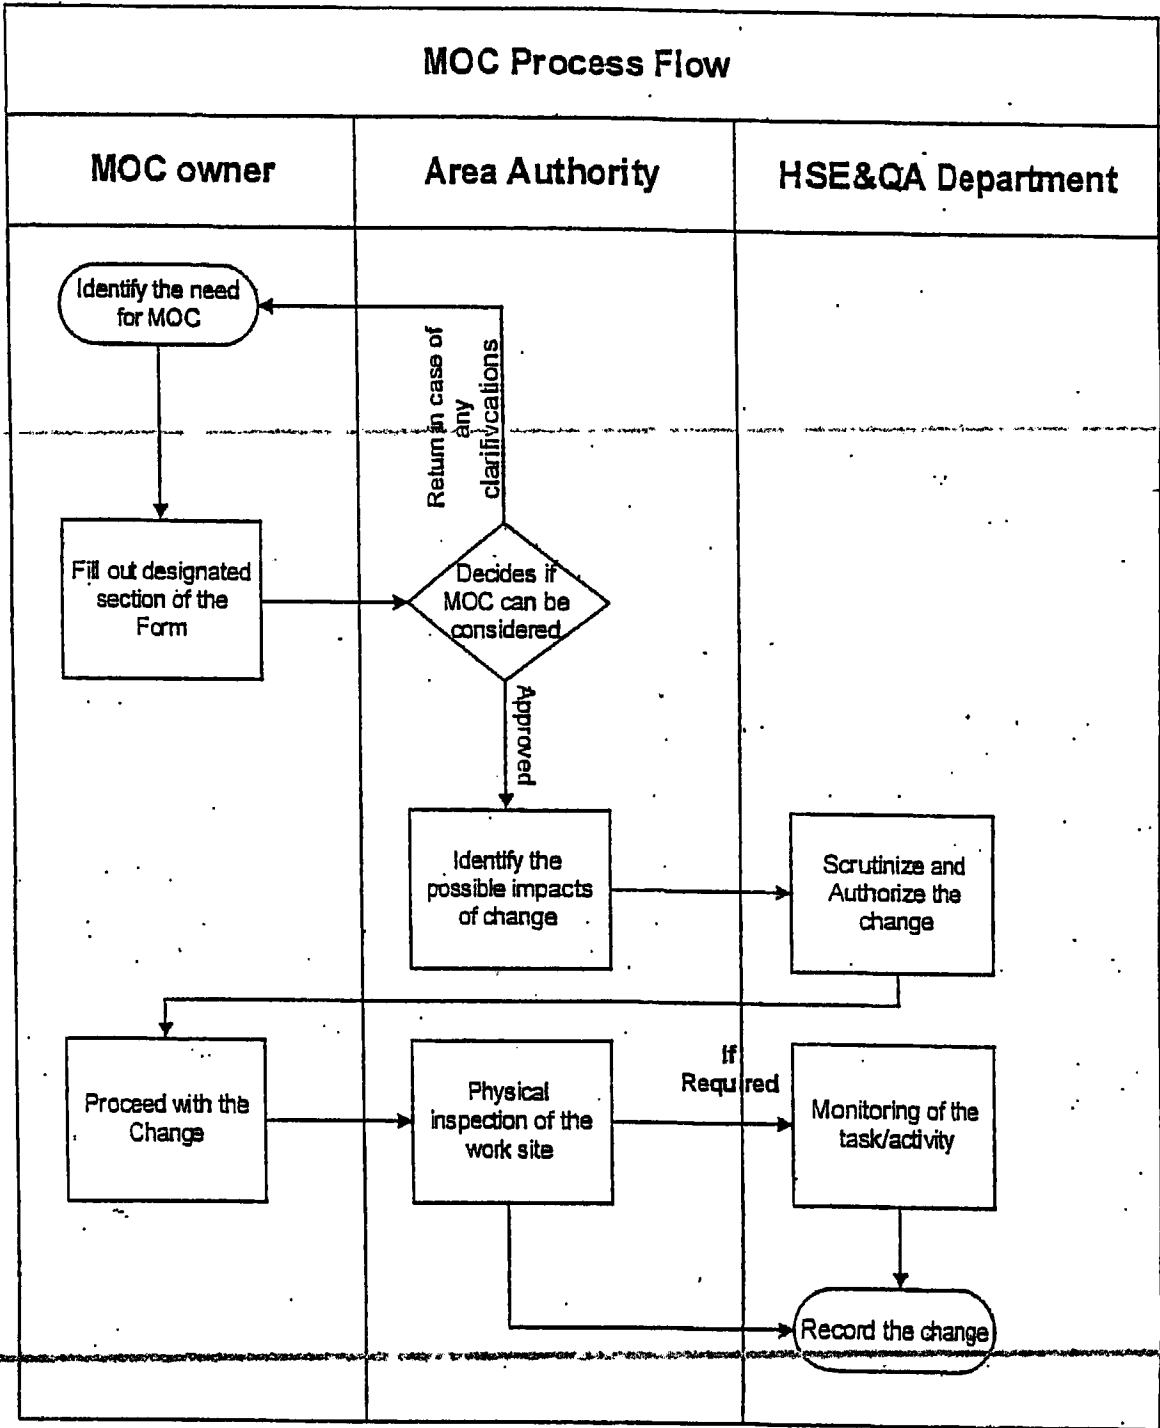 MOC Process Flow
MOC owner
Area Authority
HSE&QA Department
Identify the need
for MOC
Return in case of
any
clarifivcations
Fill out designated
section of the
Form
Decides if
MOC can be
considered
Approved
Identify the
possible impacts
of change
Scrutinize and
Authorize the
change
Proceed with the
Change
Physical
inspection of the
work site
If
Required
Monitoring of the
task/activity
Record the change